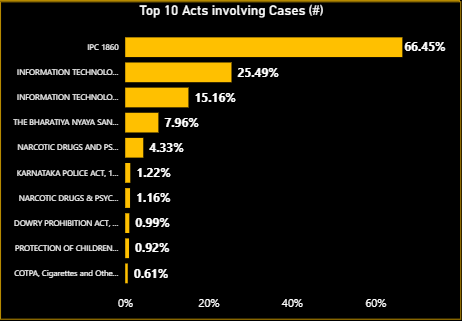 Top 10 Acts involving Cases (#)
IPC 1860 66.45%
INFORMATION TECHNOLO... 25.49%
INFORMATION TECHNOLO... 15.16%
THE BHARATIYA NYAYA SAN... 7.96%
NARCOTIC DRUGS AND PS... 4.33%
KARNATAKA POLICE ACT, 1... 1.22%
NARCOTIC DRUGS & PSYC... 1.16%
DOWRY PROHIBITION ACT, ... 0.99%
PROTECTION OF CHILDREN... 0.92%
COTPA, Cigarettes and Othe... 0.61%
0% 20% 40% 60%